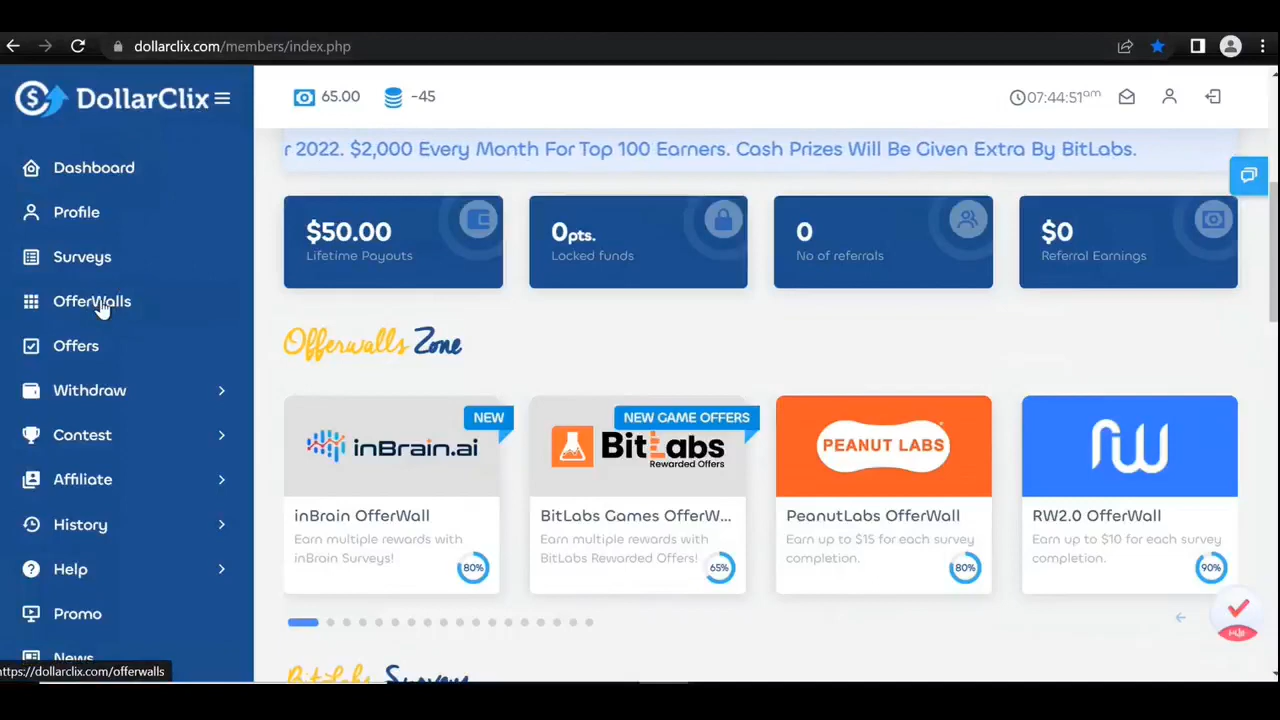 dollarclix.com/members/index.php
DollarClix
65.00
-45
07:44:51am
r 2022. $2,000 Every Month For Top 100 Earners. Cash Prizes Will Be Given Extra By BitLabs.
Dashboard
Profile
Surveys
OfferWalls
Offers
Withdraw
Contest
Affiliate
History
Help
Promo
News
https://dollarclix.com/offerwalls
$50.00
Lifetime Payouts
0pts.
Locked funds
0
No of referrals
$0
Referral Earnings
Offerwalls Zone
NEW
inBrain.ai
inBrain OfferWall
Earn multiple rewards with
inBrain Surveys!
80%
NEW GAME OFFERS
BitLabs
Rewarded Offers
BitLabs Games OfferW...
Earn multiple rewards with
BitLabs Rewarded Offers!
65%
PEANUT LABS
PeanutLabs OfferWall
Earn up to $15 for each survey
completion.
80%
rw
RW2.0 OfferWall
Earn up to $10 for each survey
completion.
90%
BitLabs Surveys